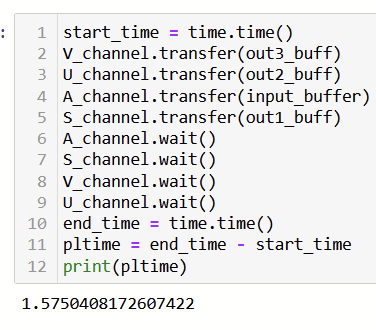 :
1 start_time = time.time()
2 V_channel.transfer(out3_buff)
3 U_channel.transfer(out2_buff)
4 A_channel.transfer(input_buffer)
5 S_channel.transfer(out1_buff)
6 A_channel.wait()
7 S_channel.wait()
8 V_channel.wait()
9 U_channel.wait()
10 end_time = time.time()
11 pltime = end_time - start_time
12 print(pltime)
1.5750408172607422